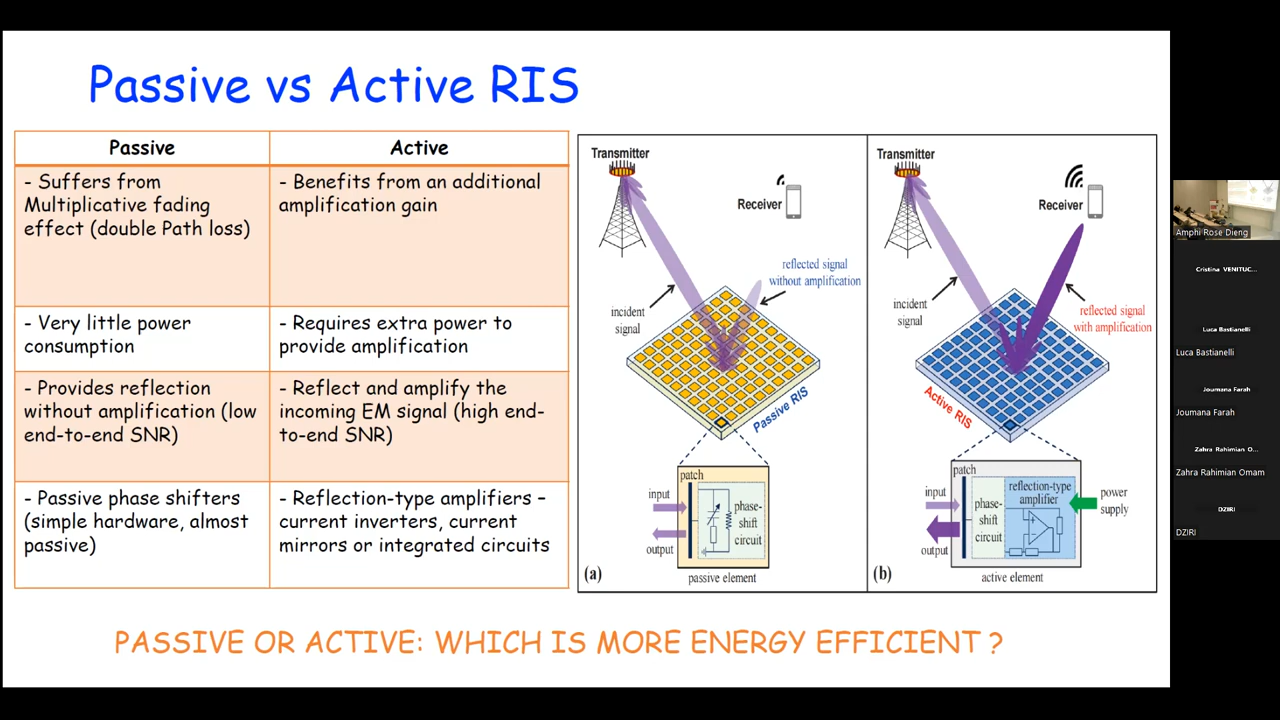 Passive vs Active RIS
Passive
Active
- Suffers from
Multiplicative fading
effect (double Path loss)
- Benefits from an additional
amplification gain
- Very little power
consumption
- Requires extra power to
provide amplification
- Provides reflection
without amplification (low
end-to-end SNR)
- Reflect and amplify the
incoming EM signal (high end-
to-end SNR)
- Passive phase shifters
(simple hardware, almost
passive)
- Reflection-type amplifiers –
current inverters, current
mirrors or integrated circuits
Transmitter
Receiver
reflected signal
without amplification
incident
signal
Passive RIS
patch
input
output
phase-
shift
circuit
passive element
(a)
Transmitter
Receiver
incident
signal
reflected signal
with amplification
Active RIS
patch
input
output
phase-
shift
circuit
reflection-type
amplifier
power
supply
active element
(b)
PASSIVE OR ACTIVE: WHICH IS MORE ENERGY EFFICIENT ?
Amphi Rose Dieng
Cristina VENITUC...
Luca Bastianelli
Luca Bastianelli
Joumana Farah
Joumana Farah
Zahra Rahimian O...
Zahra Rahimian Omam
DZIRI
DZIRI